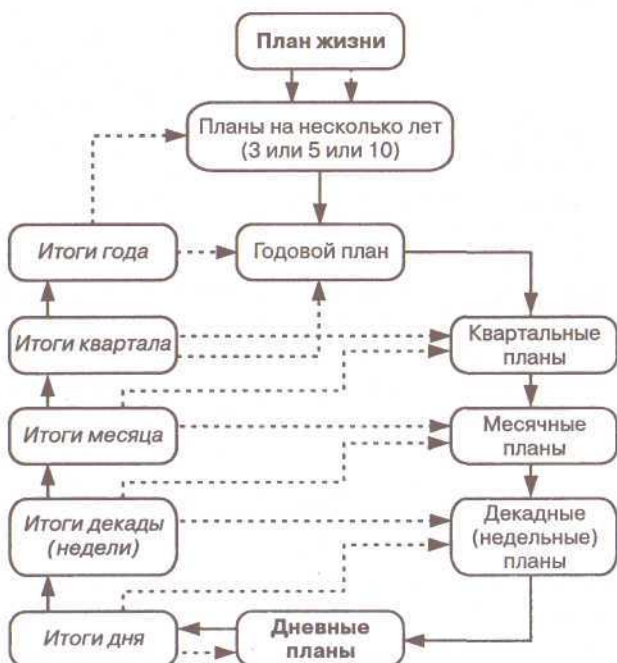 План жизни
Планы на несколько лет
(3 или 5 или 10)
Итоги года
Годовой план
Итоги квартала
Квартальные
планы
Итоги месяца
Месячные
планы
Итоги декады
(недели)
Декадные
(недельные)
планы
Итоги дня
Дневные
планы